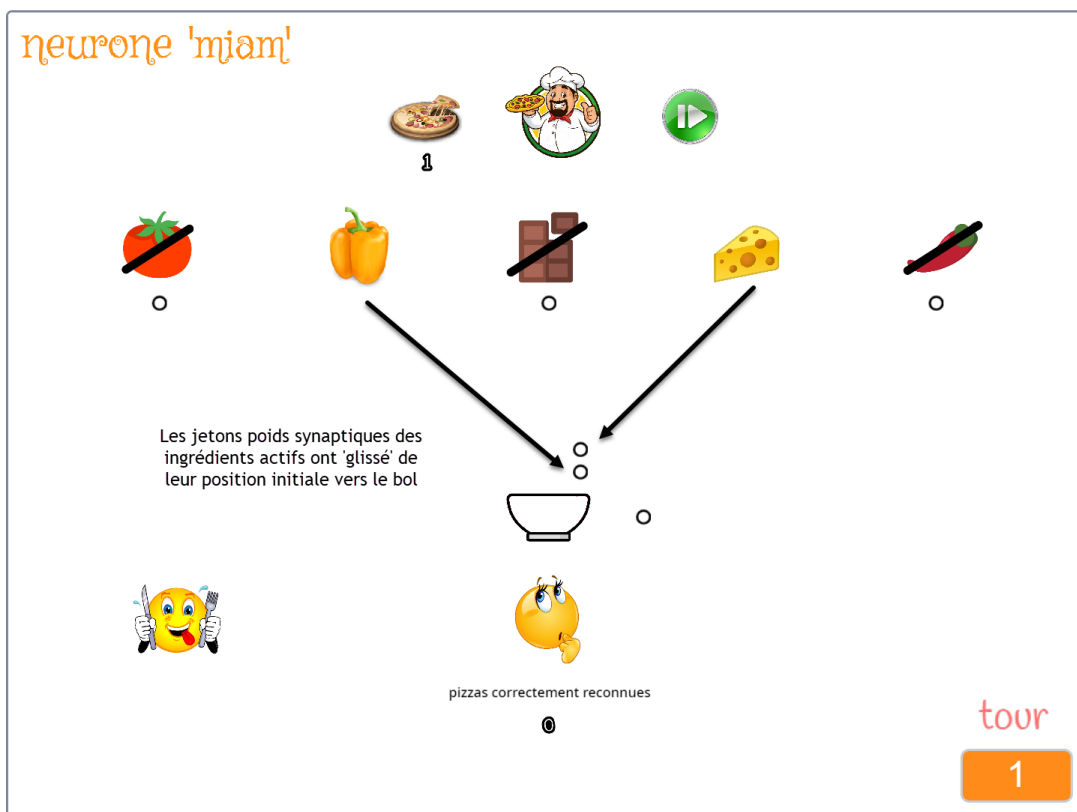 neurone 'miam'
1
Les jetons poids synaptiques des
ingrédients actifs ont 'glissé' de
leur position initiale vers le bol
pizzas correctement reconnues
0
tour
1